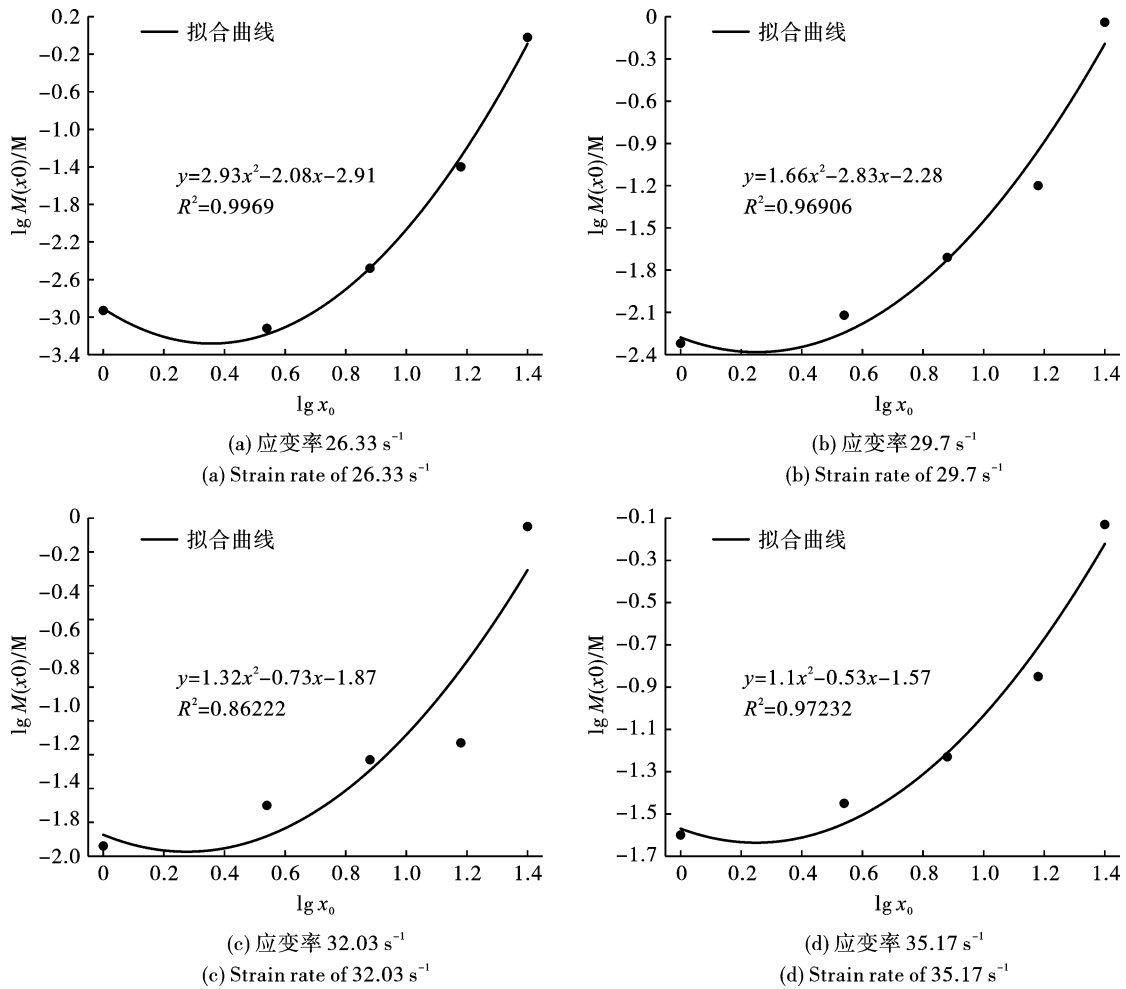 0.2
−0.2
−0.6
−1.0
−1.4
−1.8
−2.2
−2.6
−3.0
−3.4
lg M(x0)/M
拟合曲线
y=2.93x²−2.08x−2.91
R²=0.9969
0 0.2 0.4 0.6 0.8 1.0 1.2 1.4
lg x₀
(a) 应变率26.33 s⁻¹
(a) Strain rate of 26.33 s⁻¹
0
−0.3
−0.6
−0.9
−1.2
−1.5
−1.8
−2.1
−2.4
lg M(x0)/M
拟合曲线
y=1.66x²−2.83x−2.28
R²=0.96906
0 0.2 0.4 0.6 0.8 1.0 1.2 1.4
lg x₀
(b) 应变率29.7 s⁻¹
(b) Strain rate of 29.7 s⁻¹
0
−0.2
−0.4
−0.6
−0.8
−1.0
−1.2
−1.4
−1.8
−2.0
lg M(x0)/M
拟合曲线
y=1.32x²−0.73x−1.87
R²=0.86222
0 0.2 0.4 0.6 0.8 1.0 1.2 1.4
lg x₀
(c) 应变率 32.03 s⁻¹
(c) Strain rate of 32.03 s⁻¹
−0.1
−0.3
−0.5
−0.7
−0.9
−1.1
−1.3
−1.5
−1.7
lg M(x0)/M
拟合曲线
y=1.1x²−0.53x−1.57
R²=0.97232
0 0.2 0.4 0.6 0.8 1.0 1.2 1.4
lg x₀
(d) 应变率 35.17 s⁻¹
(d) Strain rate of 35.17 s⁻¹